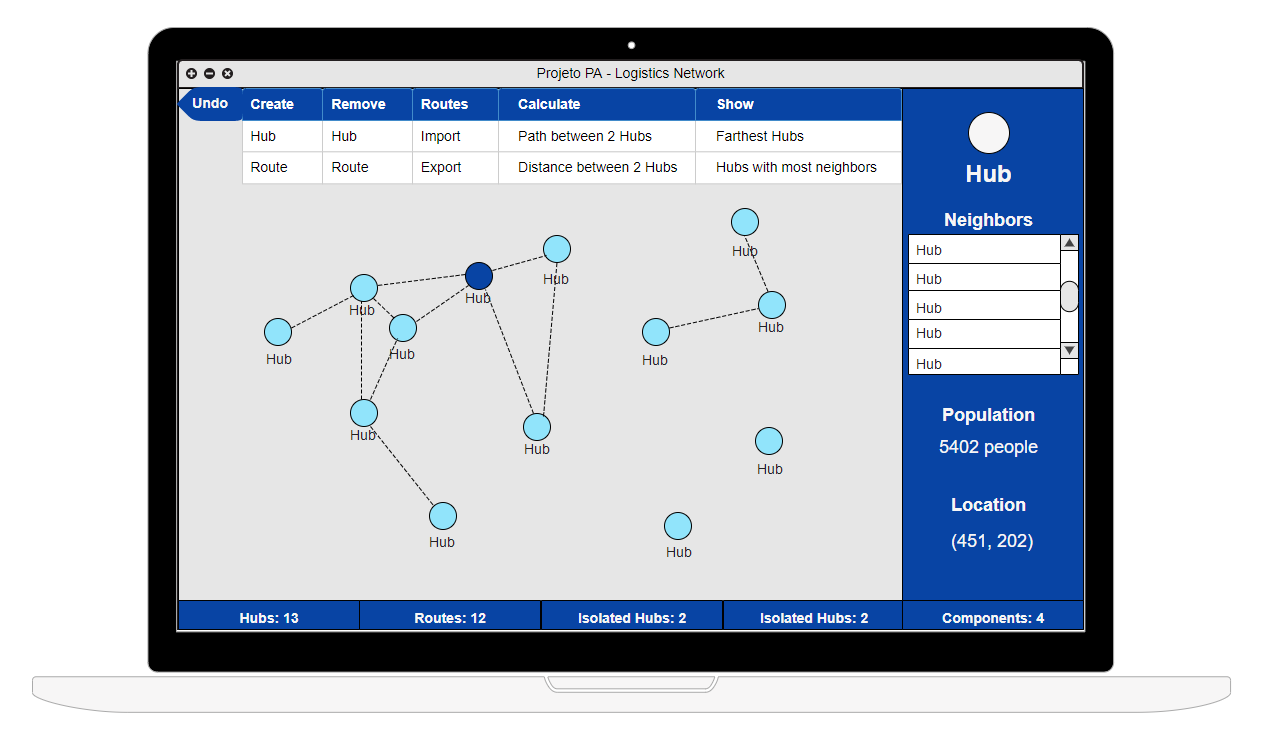 Projeto PA - Logistics Network
Undo
Create Remove Routes Calculate Show
Hub Hub Import Path between 2 Hubs Farthest Hubs
Route Route Export Distance between 2 Hubs Hubs with most neighbors
Hub
Hub
Hub
Hub
Hub
Hub
Hub
Hub
Hub
Hub
Hub
Hub
Hub
Hub
Neighbors
Hub
Hub
Hub
Hub
Hub
Population
5402 people
Location
(451, 202)
Hubs: 13
Routes: 12
Isolated Hubs: 2
Isolated Hubs: 2
Components: 4